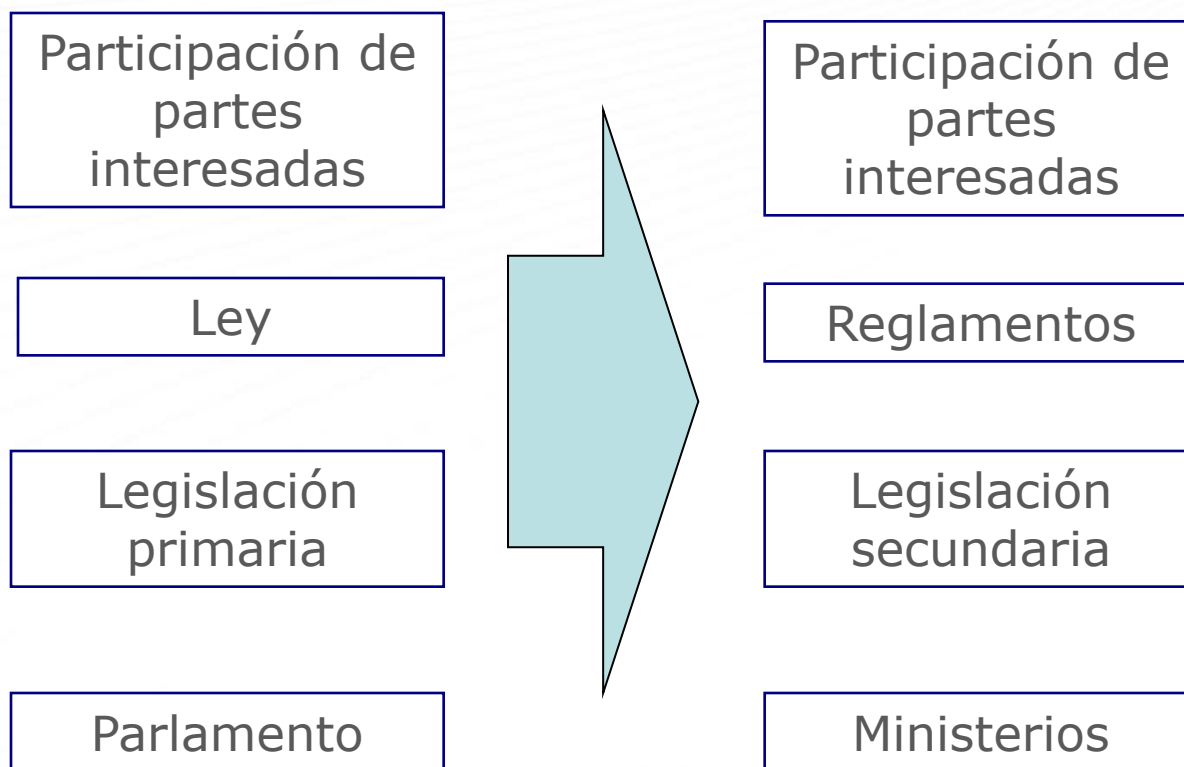 Participación de
partes
interesadas
Ley
Legislación
primaria
Parlamento
Participación de
partes
interesadas
Reglamentos
Legislación
secundaria
Ministerios